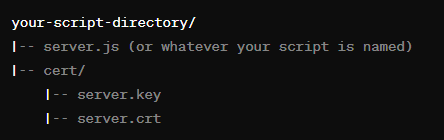 your-script-directory/
|-- server.js (or whatever your script is named)
|-- cert/
    |-- server.key
    |-- server.crt